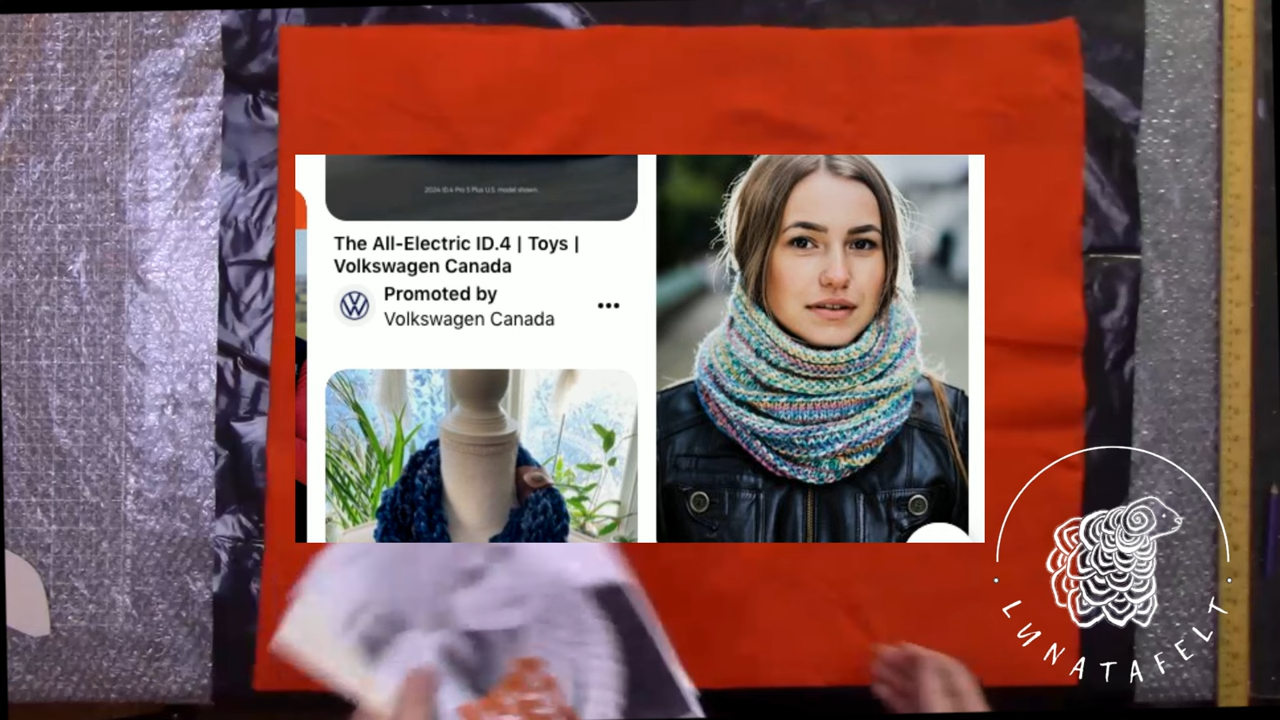 2024 ID.4 Pro S Plus U.S. model shown.
The All-Electric ID.4 | Toys |
Volkswagen Canada
Promoted by
Volkswagen Canada
LUNATAFELT